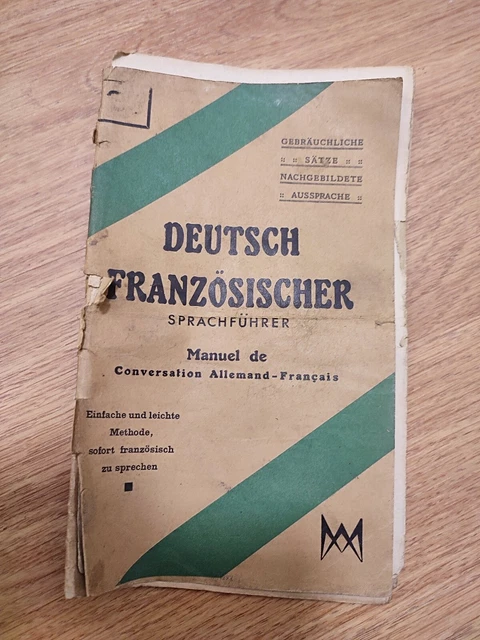 GEBRÄUCHLICHE
:: :: SÄTZE :: ::
NACHGEBILDETE
:: AUSSPRACHE ::
DEUTSCH
FRANZÖSISCHER
SPRACHFÜHRER
Manuel de
Conversation Allemand-Français
Einfache und leichte
Methode,
sofort französisch
zu sprechen